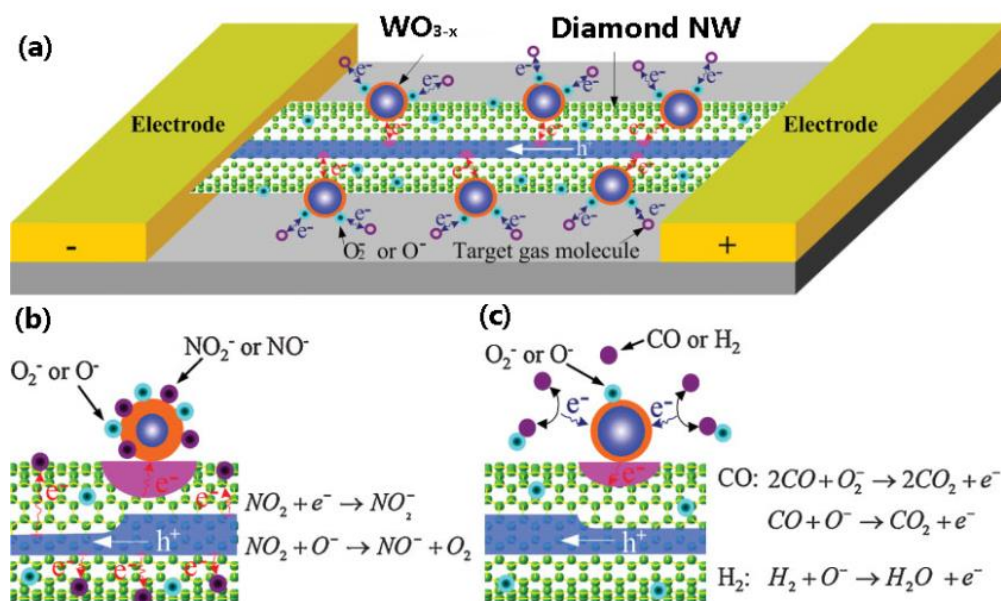 (a)
WO₃₋ₓ
Diamond NW
e⁻ e⁻ e⁻ e⁻ e⁻ e⁻
Electrode
Electrode
e⁻ e⁻ e⁻
h⁺
e⁻ e⁻ e⁻
e⁻ e⁻ e⁻ e⁻ e⁻ e⁻
-
O₂⁻ or O⁻
Target gas molecule
+
(b)
NO₂⁻ or NO⁻
O₂⁻ or O⁻
e⁻ e⁻ e⁻
h⁺
e⁻ e⁻ e⁻
NO₂ + e⁻ → NO₂⁻
NO₂ + O⁻ → NO⁻ + O₂
(c)
CO or H₂
O₂⁻ or O⁻
e⁻ e⁻
e⁻
h⁺
CO: 2CO + O₂⁻ → 2CO₂ + e⁻
CO + O⁻ → CO₂ + e⁻
H₂: H₂ + O⁻ → H₂O + e⁻